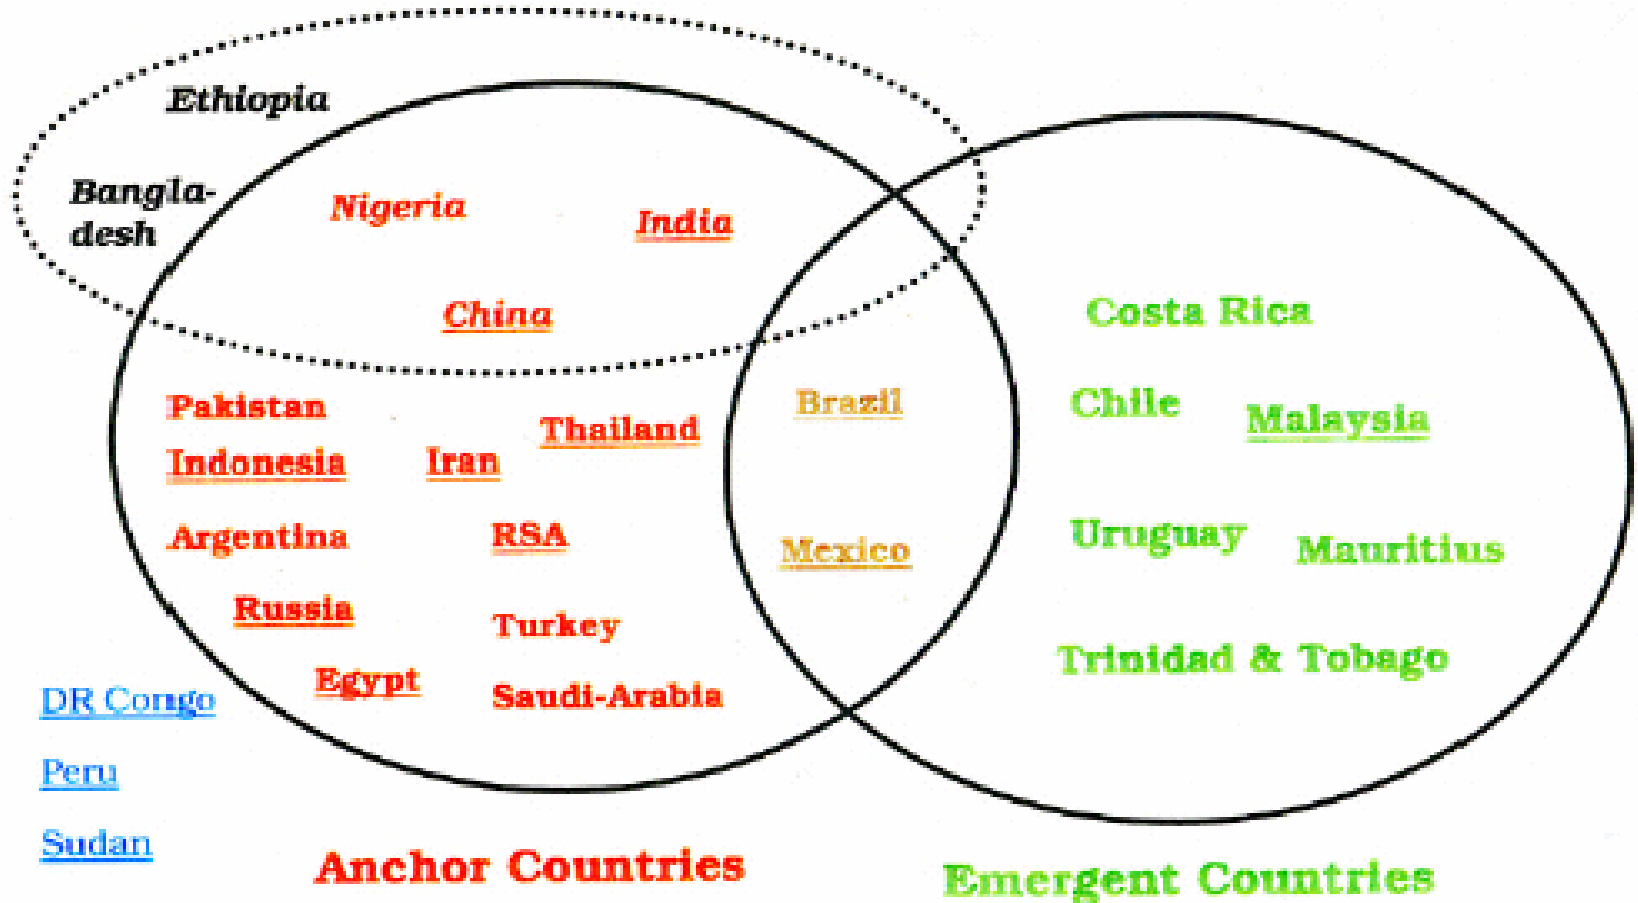 Ethiopia
Bangla-
desh
Nigeria
India
China
Costa Rica
Pakistan
Thailand
Brazil
Chile
Malaysia
Indonesia
Iran
Argentina
RSA
Mexico
Uruguay
Mauritius
Russia
Turkey
Trinidad & Tobago
Egypt
Saudi-Arabia
DR Congo
Peru
Sudan
Anchor Countries
Emergent Countries